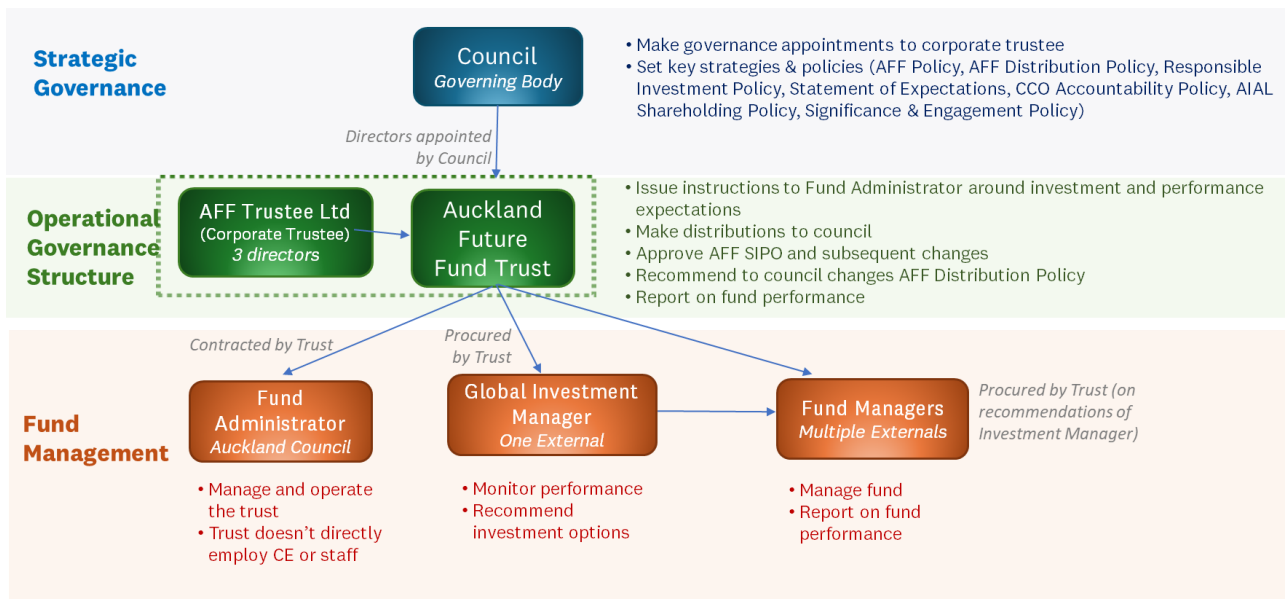 Strategic
Governance
Council
Governing Body
• Make governance appointments to corporate trustee
• Set key strategies & policies (AFF Policy, AFF Distribution Policy, Responsible
Investment Policy, Statement of Expectations, CCO Accountability Policy, AIAL
Shareholding Policy, Significance & Engagement Policy)
Directors appointed
by Council
Operational
Governance
Structure
AFF Trustee Ltd
(Corporate Trustee)
3 directors
Auckland
Future
Fund Trust
• Issue instructions to Fund Administrator around investment and performance
expectations
• Make distributions to council
• Approve AFF SIPO and subsequent changes
• Recommend to council changes AFF Distribution Policy
• Report on fund performance
Contracted by Trust
Procured
by Trust
Fund
Management
Fund
Administrator
Auckland Council
Global Investment
Manager
One External
Fund Managers
Multiple Externals
Procured by Trust (on
recommendations of
Investment Manager)
• Manage and operate
the trust
• Trust doesn't directly
employ CE or staff
• Monitor performance
• Recommend
investment options
• Manage fund
• Report on fund
performance